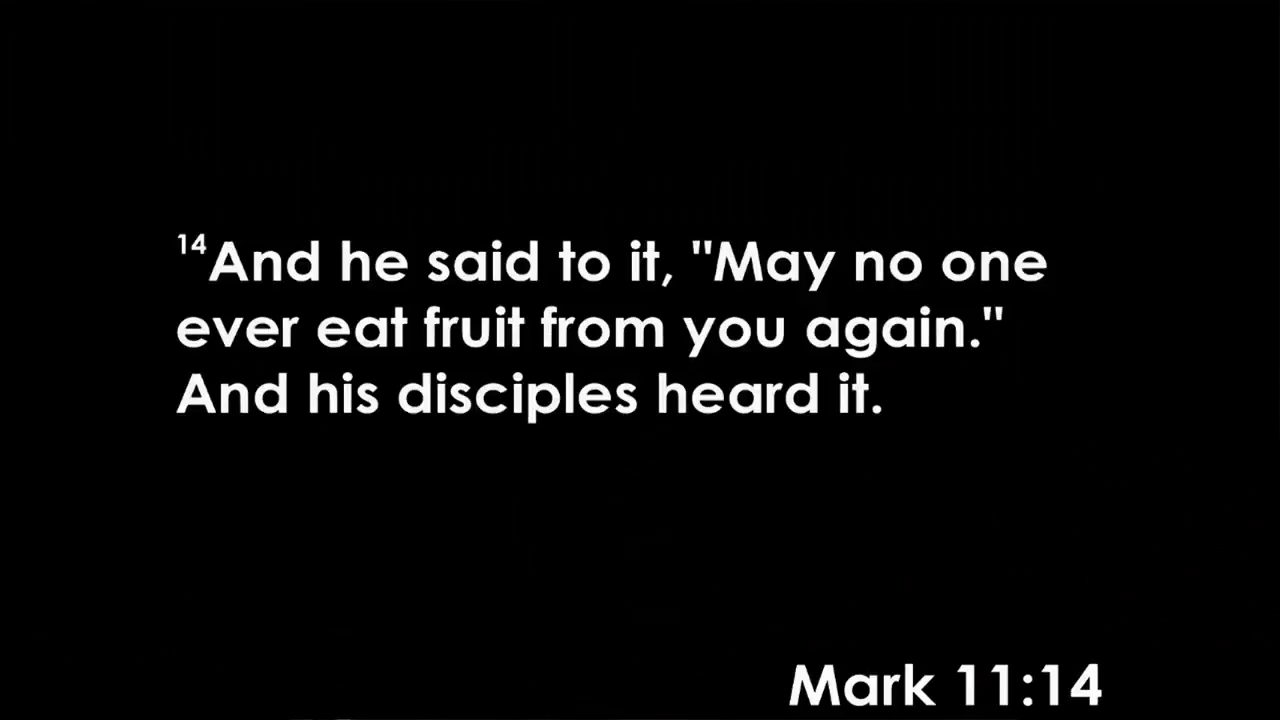 ¹⁴And he said to it, "May no one
ever eat fruit from you again."
And his disciples heard it.
Mark 11:14